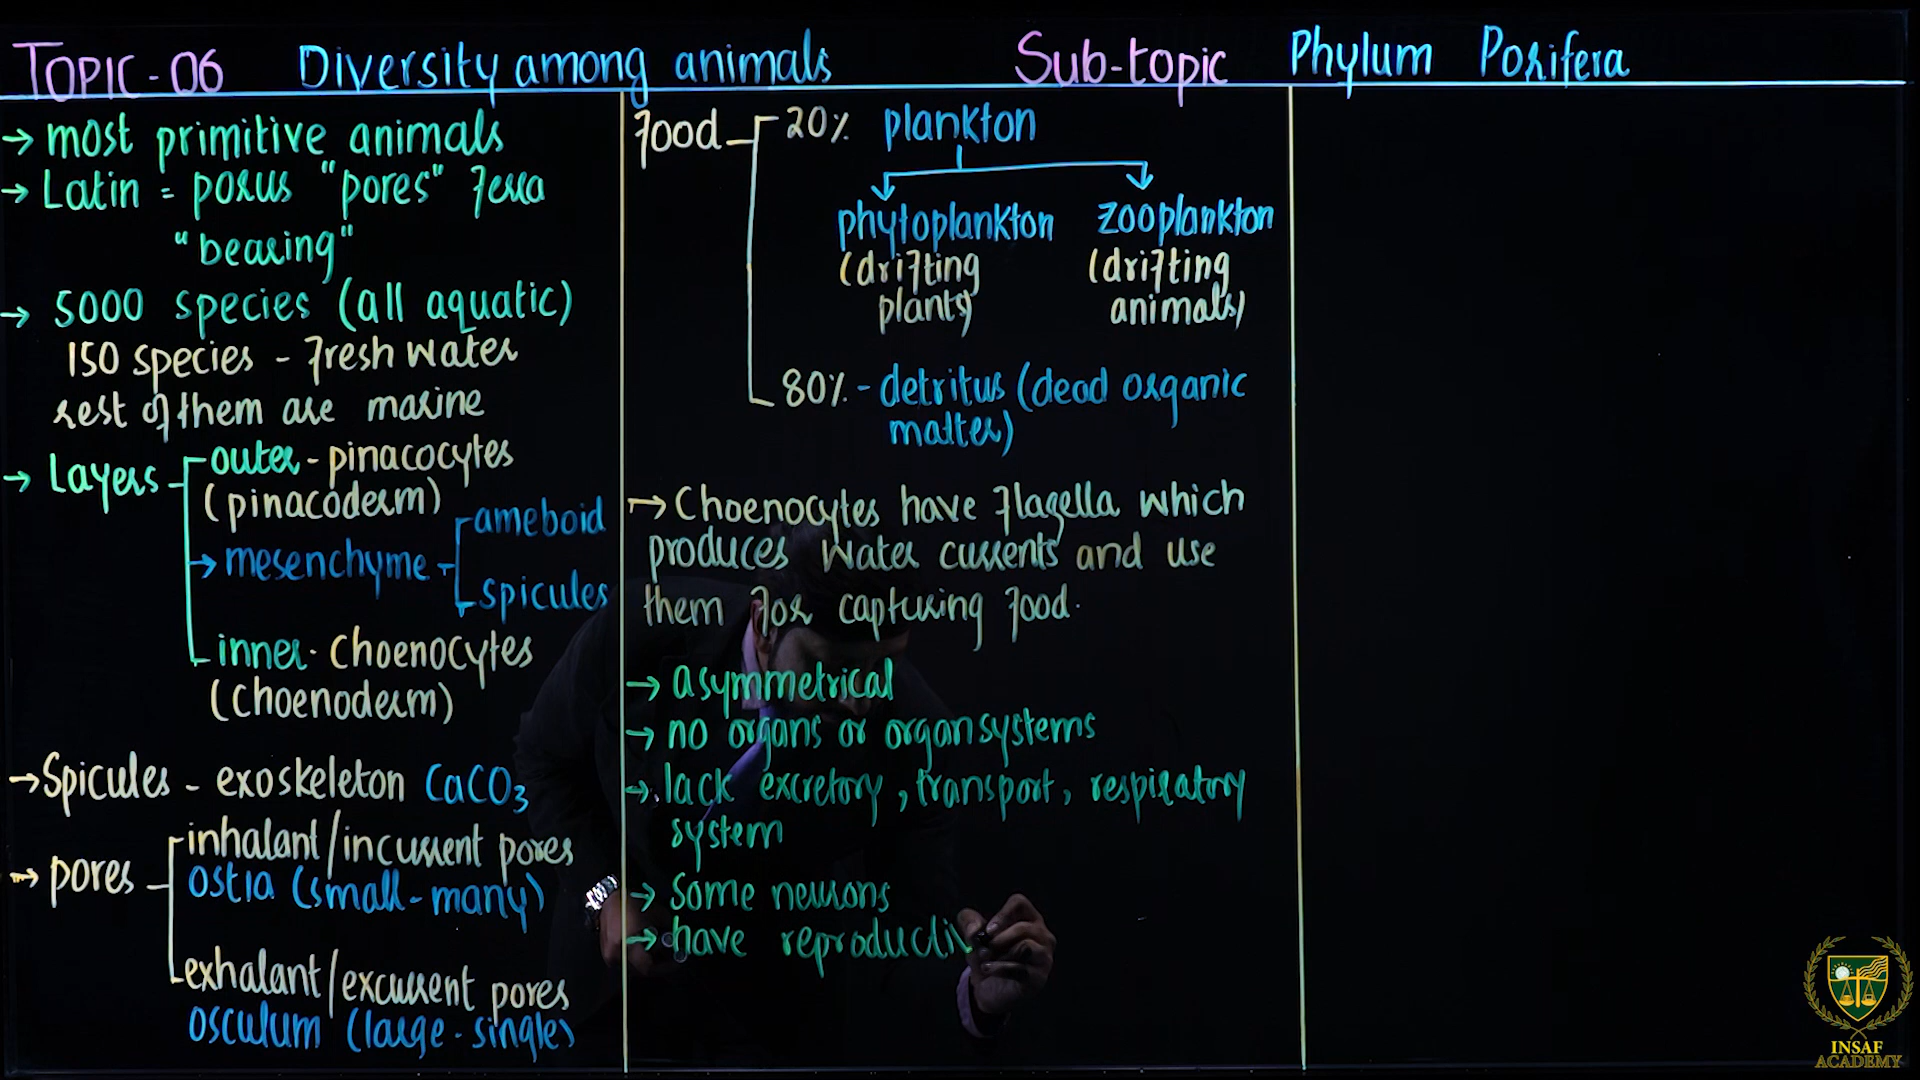 TOPIC-06 Diversity among animals Sub-topic Phylum Porifera
→ most primitive animals
→ Latin = porus "pores" ferra
"bearing"
→ 5000 species (all aquatic)
150 species - fresh water
rest of them are marine
→ Layers
outer - pinacocytes
(pinacoderm)
→ mesenchyme -
ameboid
spicules
inner - choenocytes
(choenoderm)
→ Spicules - exoskeleton CaCO3
→ pores -
inhalant/incurrent pores
ostia (small-many)
exhalant/excurrent pores
osculum (large-single)
food
20% plankton
phytoplankton zooplankton
(drifting (drifting
plants) animals)
80% - detritus (dead organic
matter)
→ Choenocytes have flagella which
produces water currents and use
them for capturing food.
→ asymmetrical
→ no organs or organsystems
→ lack excretory, transport, respiratory
system
→ Some neurons
→ have reproducti
INSAF
ACADEMY